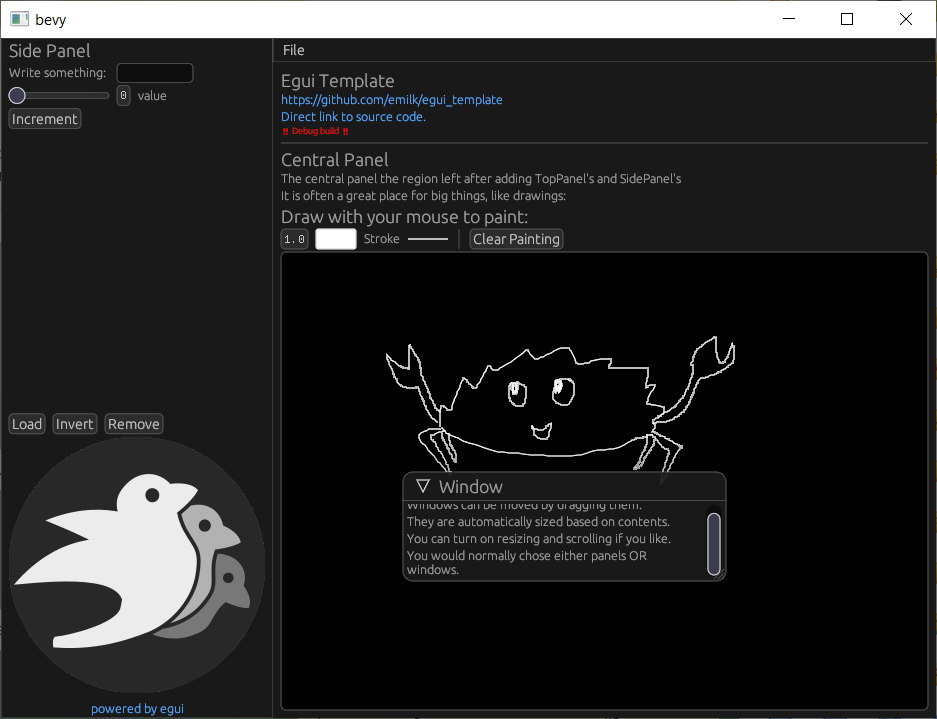 bevy
Side Panel
Write something:
0 value
Increment
Load Invert Remove
powered by egui
File
Egui Template
https://github.com/emilk/egui_template
Direct link to source code.
‼ Debug build ‼
Central Panel
The central panel the region left after adding TopPanel's and SidePanel's
It is often a great place for big things, like drawings:
Draw with your mouse to paint:
1.0 Stroke Clear Painting
Window
Windows can be moved by dragging them.
They are automatically sized based on contents.
You can turn on resizing and scrolling if you like.
You would normally chose either panels OR
windows.